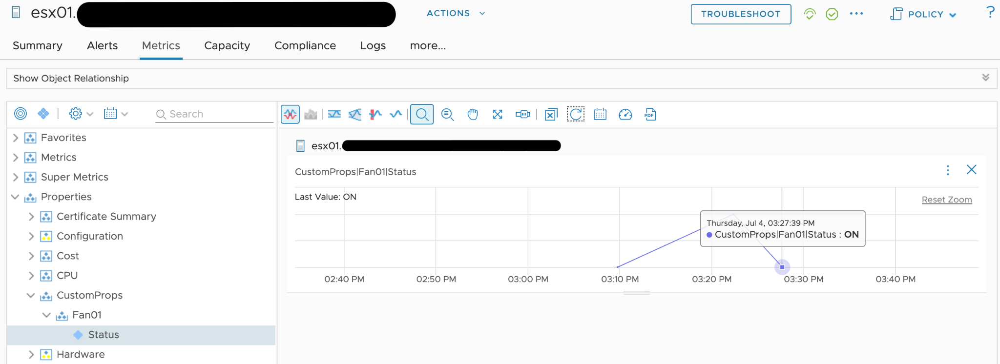 esx01.
ACTIONS
TROUBLESHOOT
POLICY
?
Summary Alerts Metrics Capacity Compliance Logs more...
Show Object Relationship
Search
PDF
Favorites
Metrics
Super Metrics
Properties
Certificate Summary
Configuration
Cost
CPU
CustomProps
Fan01
Status
Hardware
esx01.
CustomProps|Fan01|Status
Last Value: ON
Reset Zoom
Thursday, Jul 4, 03:27:39 PM
CustomProps|Fan01|Status : ON
02:40 PM 02:50 PM 03:00 PM 03:10 PM 03:20 PM 03:30 PM 03:40 PM